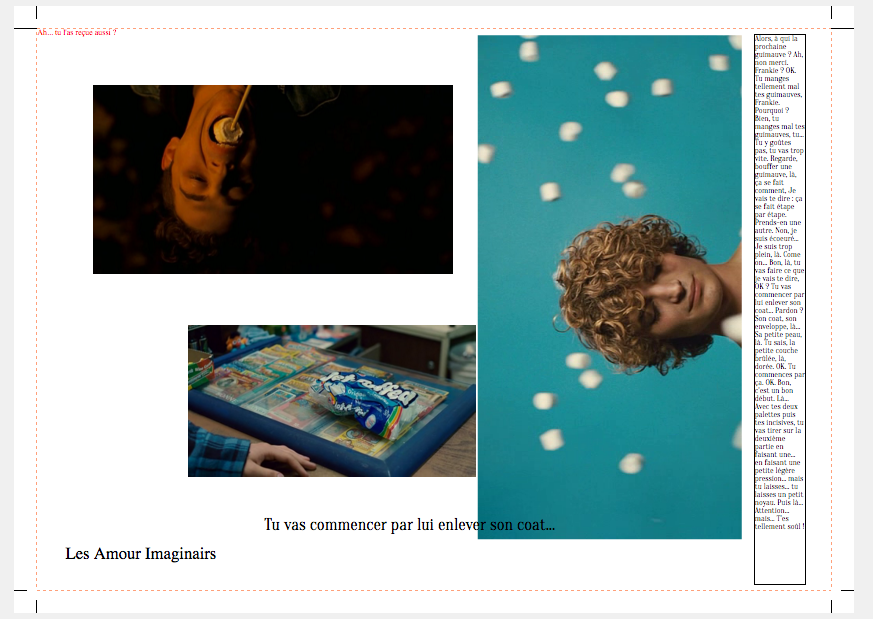 Ah... tu l'as reçue aussi ?
Jet-Puffed
Tu vas commencer par lui enlever son coat...
Les Amour Imaginairs
Alors, à qui la
prochaine
guimauve ? Ah,
non merci.
Frankie ? OK.
Tu manges
tellement mal
tes guimauves,
Frankie.
Pourquoi ?
Bien, tu
manges mal tes
guimauves, tu...
Tu y goûtes
pas, tu vas trop
vite. Regarde,
bouffer une
guimauve, là,
ça se fait
comment, Je
vais te dire : ça
se fait étape
par étape.
Prends-en une
autre. Non, je
suis écoeuré...
Je suis trop
plein, là. Come
on... Bon, là, tu
vas faire ce que
je vais te dire,
OK ? Tu vas
commencer par
lui enlever son
coat... Pardon ?
Son coat, son
enveloppe, là...
Sa petite peau,
là. Tu sais, la
petite couche
brûlée, là,
dorée. OK. Tu
commences par
ça. OK. Bon,
c'est un bon
début. Là...
Avec tes deux
palettes puis
tes incisives, tu
vas tirer sur la
deuxième
partie en
faisant une...
en faisant une
petite légère
pression... mais
tu laisses... tu
laisses un petit
noyau. Puis là...
Attention...
mais... T'es
tellement soûl !